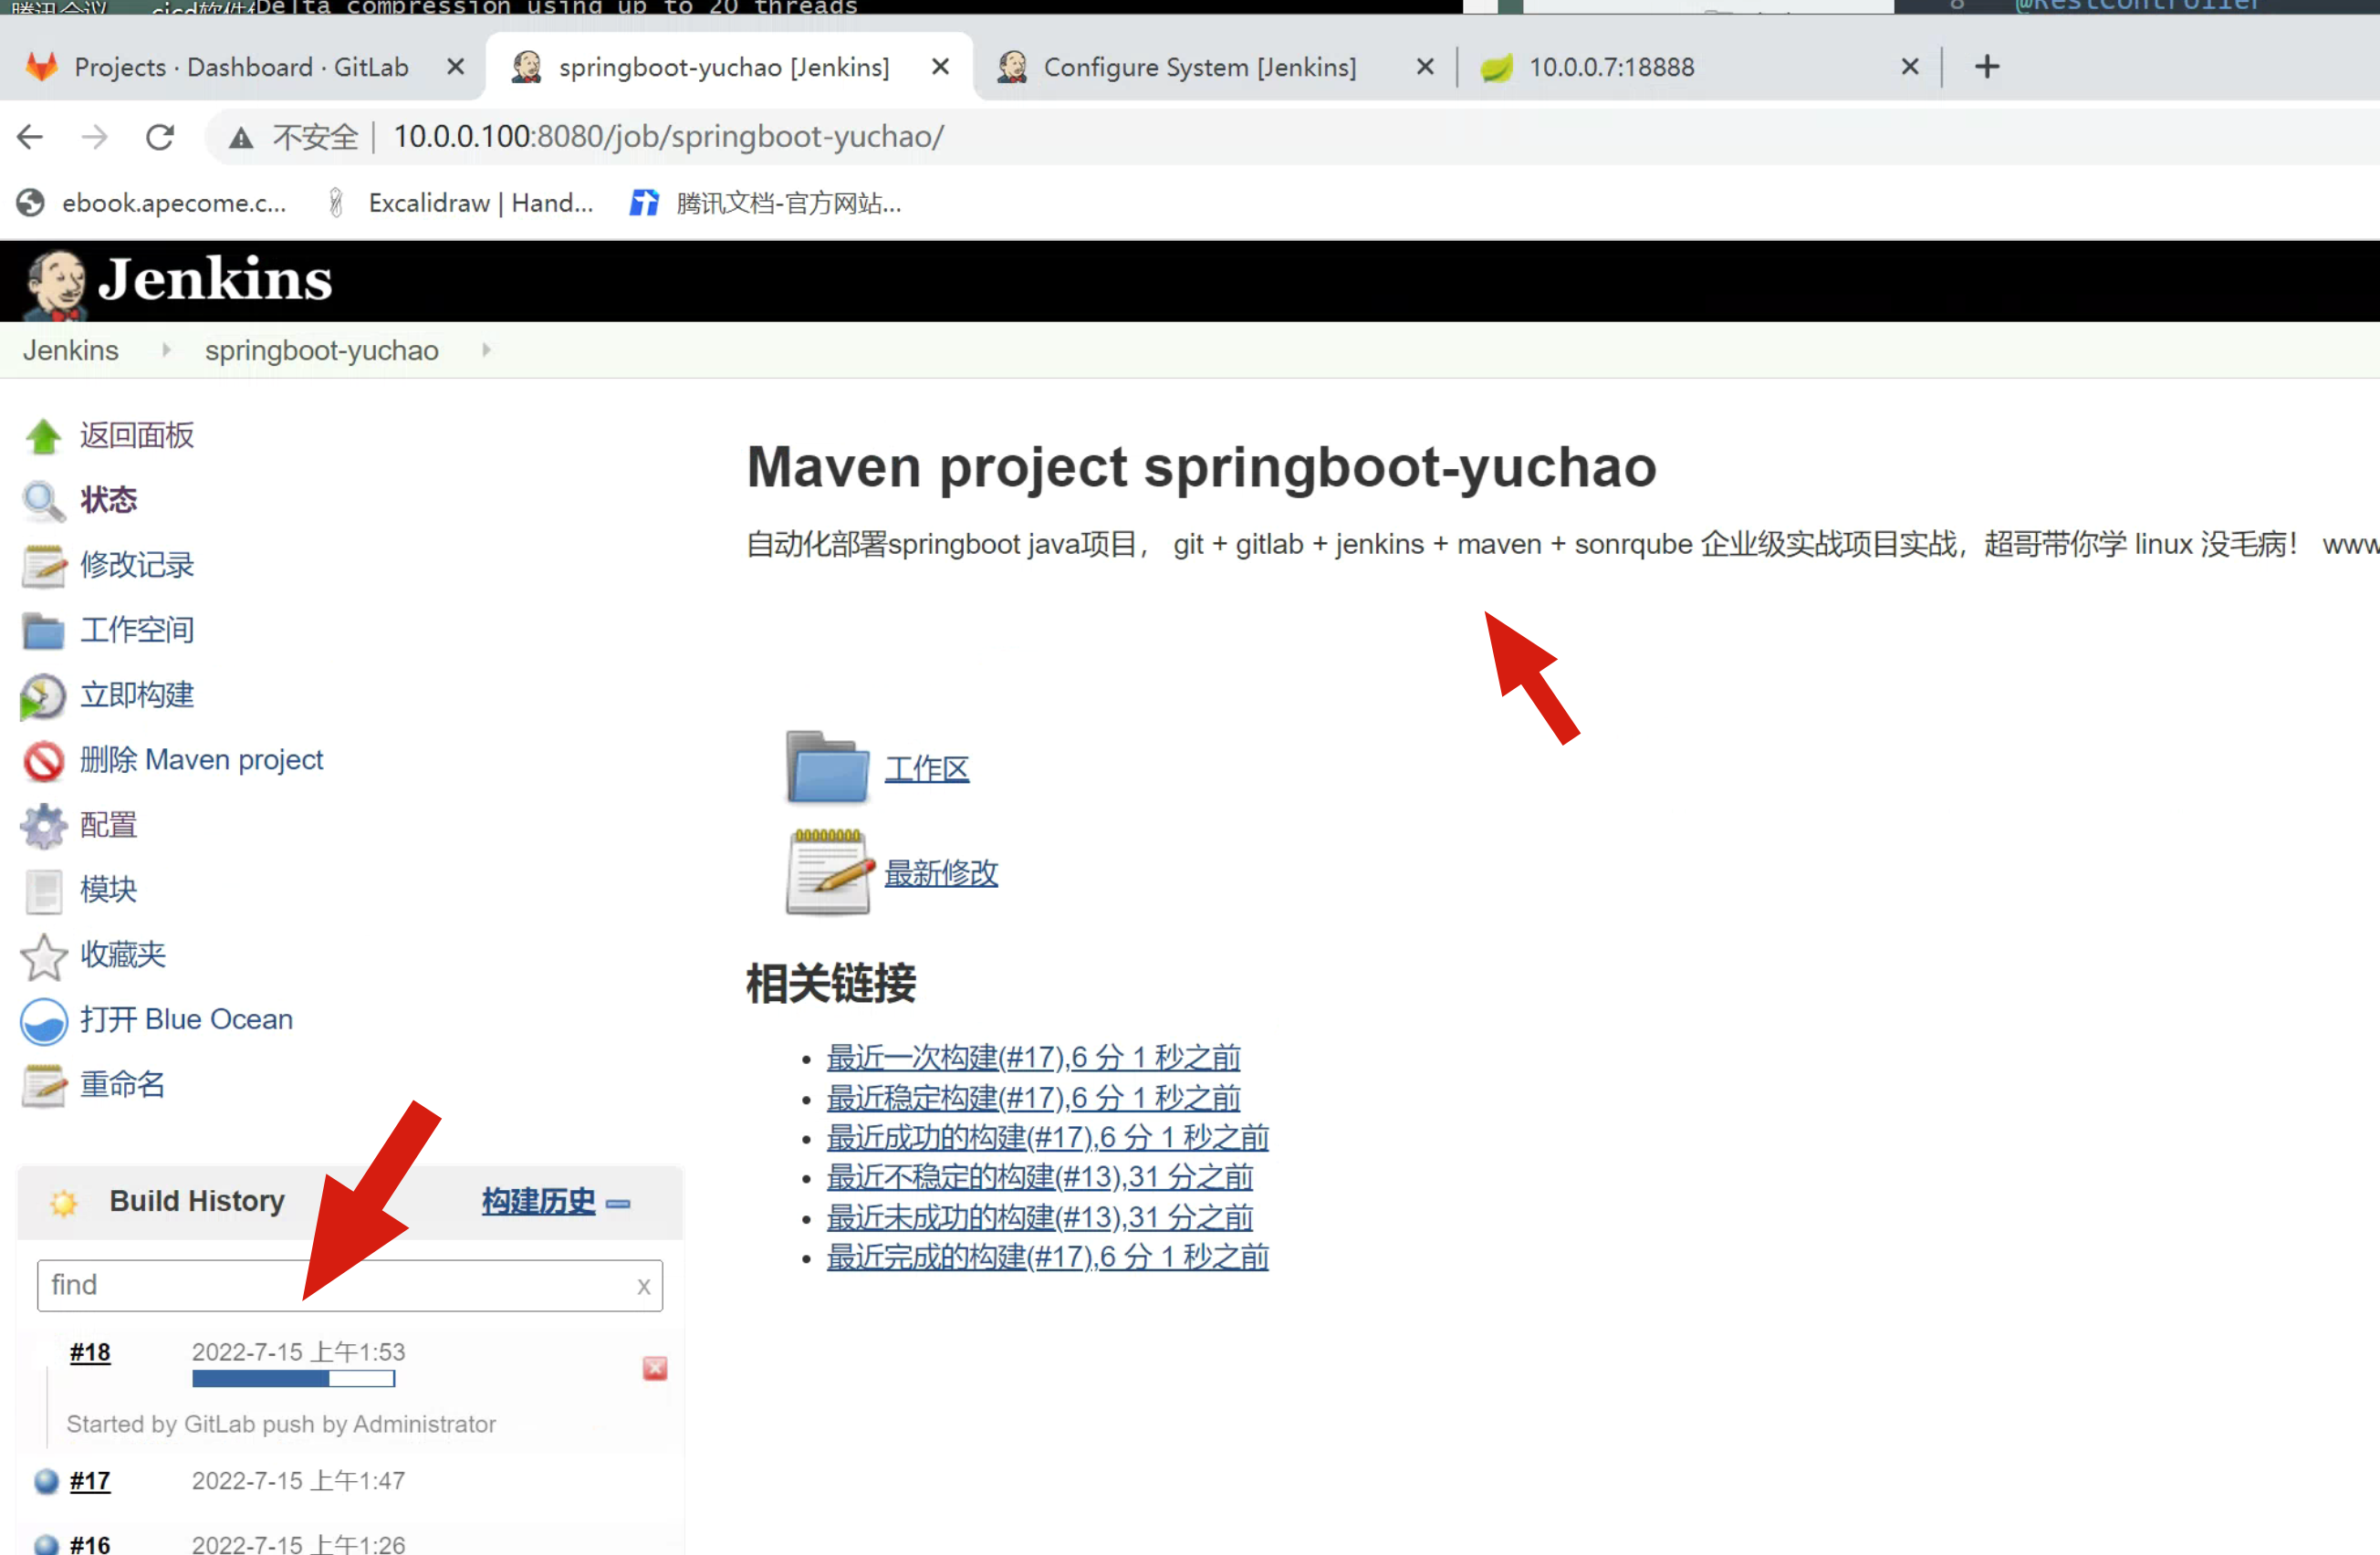 Delta compression using up to 20 threads
8 @RestController
Projects · Dashboard · GitLab
springboot-yuchao [Jenkins]
Configure System [Jenkins]
10.0.0.7:18888
不安全 10.0.0.100:8080/job/springboot-yuchao/
ebook.apecome.c...
Excalidraw | Hand...
腾讯文档-官方网站...
Jenkins
Jenkins springboot-yuchao
返回面板
状态
修改记录
工作空间
立即构建
删除 Maven project
配置
模块
收藏夹
打开 Blue Ocean
重命名
Maven project springboot-yuchao
自动化部署springboot java项目， git + gitlab + jenkins + maven + sonrqube 企业级实战项目实战，超哥带你学 linux 没毛病！ www
工作区
最新修改
相关链接
最近一次构建(#17),6 分 1 秒之前
最近稳定构建(#17),6 分 1 秒之前
最近成功的构建(#17),6 分 1 秒之前
最近不稳定的构建(#13),31 分之前
最近未成功的构建(#13),31 分之前
最近完成的构建(#17),6 分 1 秒之前
Build History 构建历史
find x
#18 2022-7-15 上午1:53
Started by GitLab push by Administrator
#17 2022-7-15 上午1:47
#16 2022-7-15 上午1:26